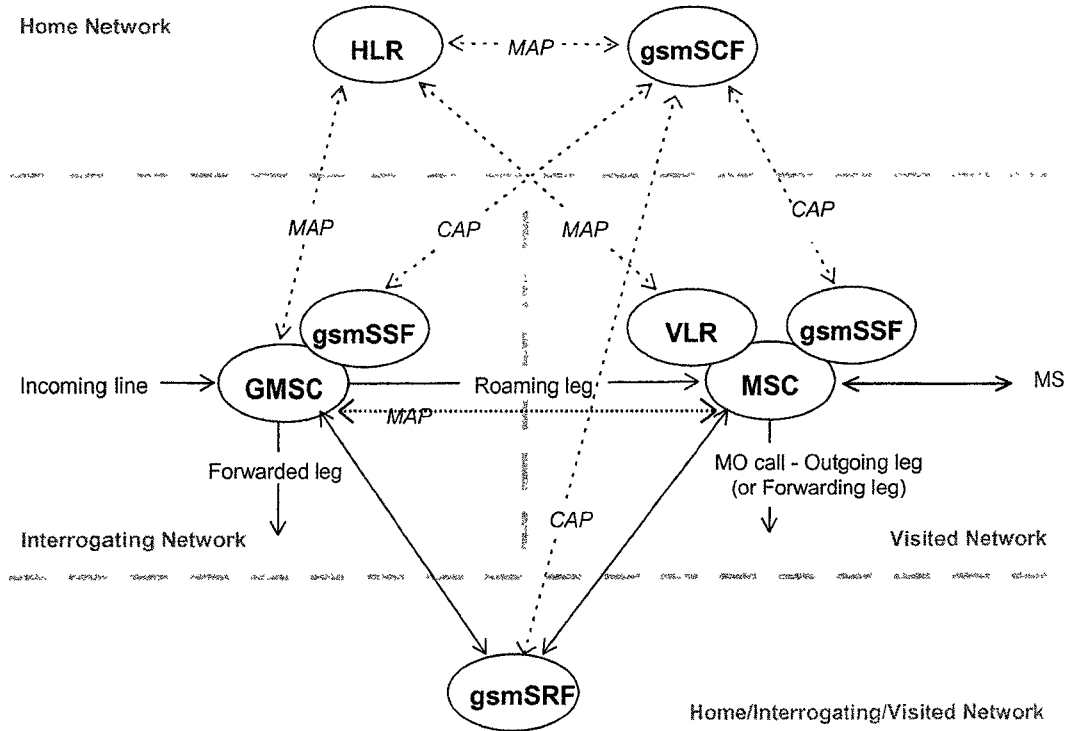 Home Network
HLR
MAP
gsmSCF
MAP
CAP
MAP
CAP
gsmSSF
VLR
gsmSSF
Incoming line
GMSC
Roaming leg
MSC
MS
MAP
Forwarded leg
MO call - Outgoing leg
(or Forwarding leg)
CAP
Interrogating Network
Visited Network
gsmSRF
Home/Interrogating/Visited Network